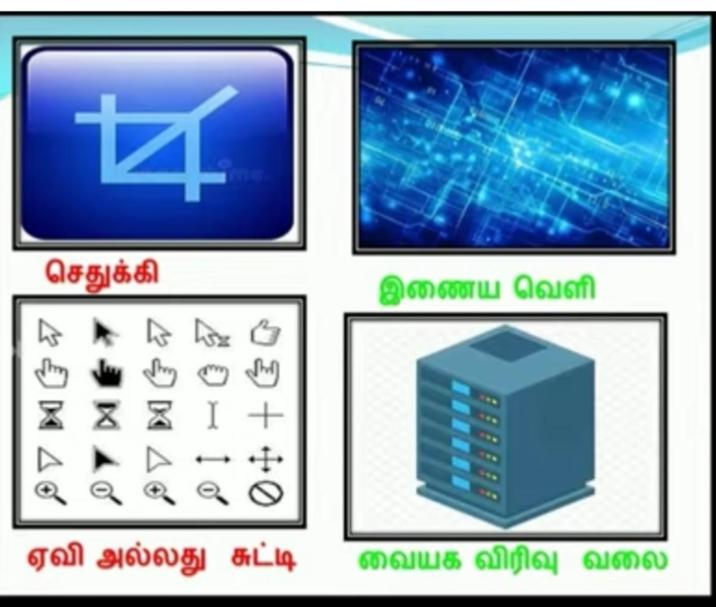 செதுக்கி
இணைய வெளி
ஏவி அல்லது சுட்டி
வையக விரிவு வலை